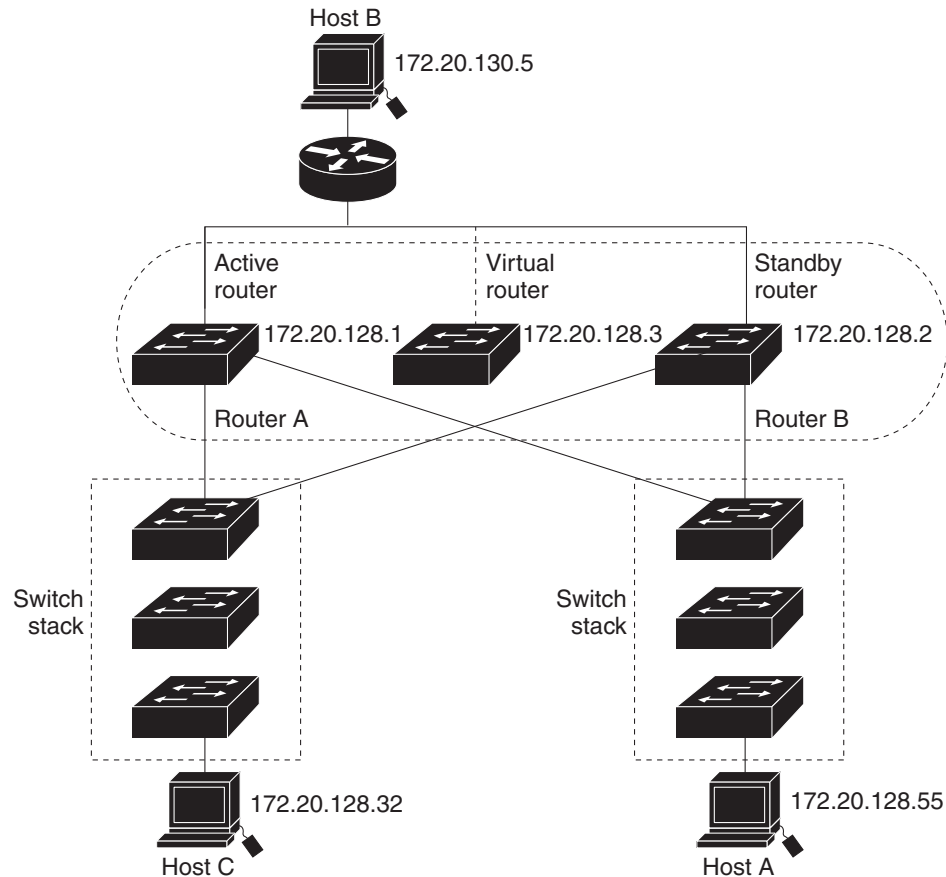 Host B
172.20.130.5
Active
router
Virtual
router
Standby
router
172.20.128.1
172.20.128.3
172.20.128.2
Router A
Router B
Switch
stack
Switch
stack
172.20.128.32
172.20.128.55
Host C
Host A